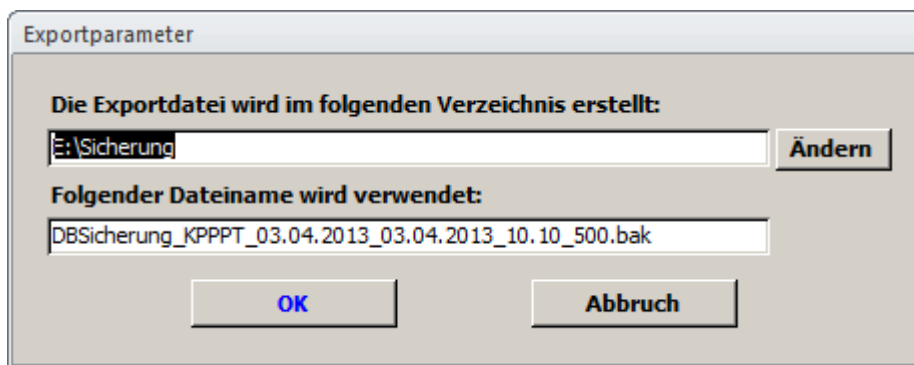 Exportparameter
Die Exportdatei wird im folgenden Verzeichnis erstellt:
E:\Sicherung
Ändern
Folgender Dateiname wird verwendet:
DBSicherung_KPPPT_03.04.2013_03.04.2013_10.10_500.bak
OK
Abbruch